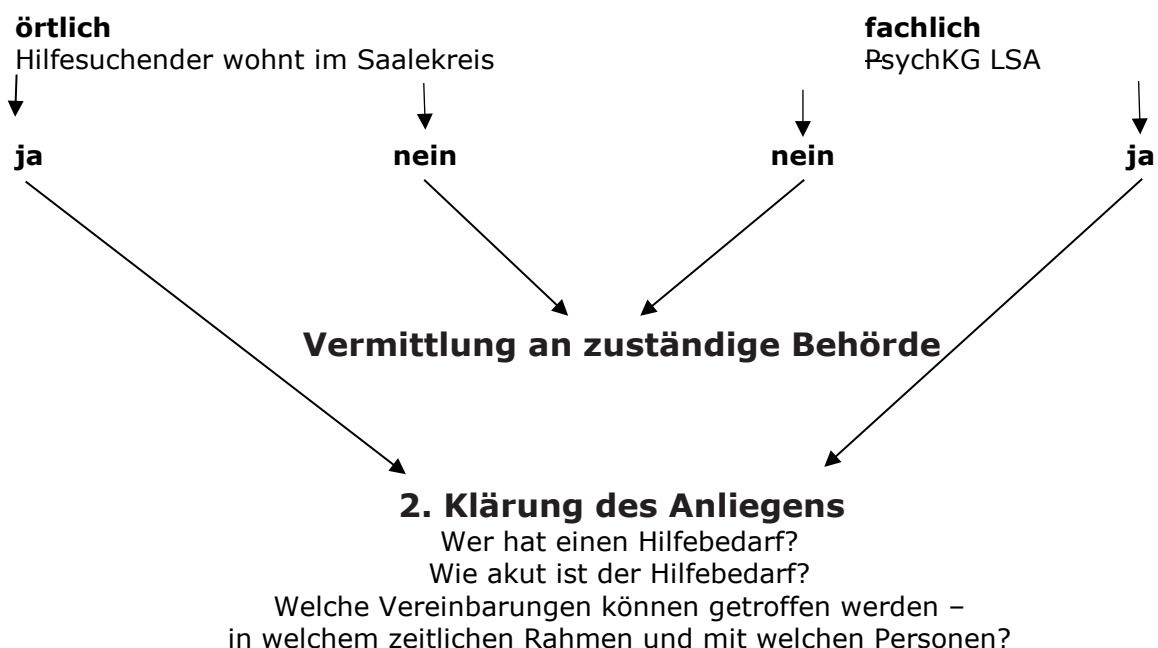 örtlich
Hilfesuchender wohnt im Saalekreis
fachlich
PsychKG LSA
ja
nein
nein
ja
Vermittlung an zuständige Behörde
2. Klärung des Anliegens
Wer hat einen Hilfebedarf?
Wie akut ist der Hilfebedarf?
Welche Vereinbarungen können getroffen werden –
in welchem zeitlichen Rahmen und mit welchen Personen?